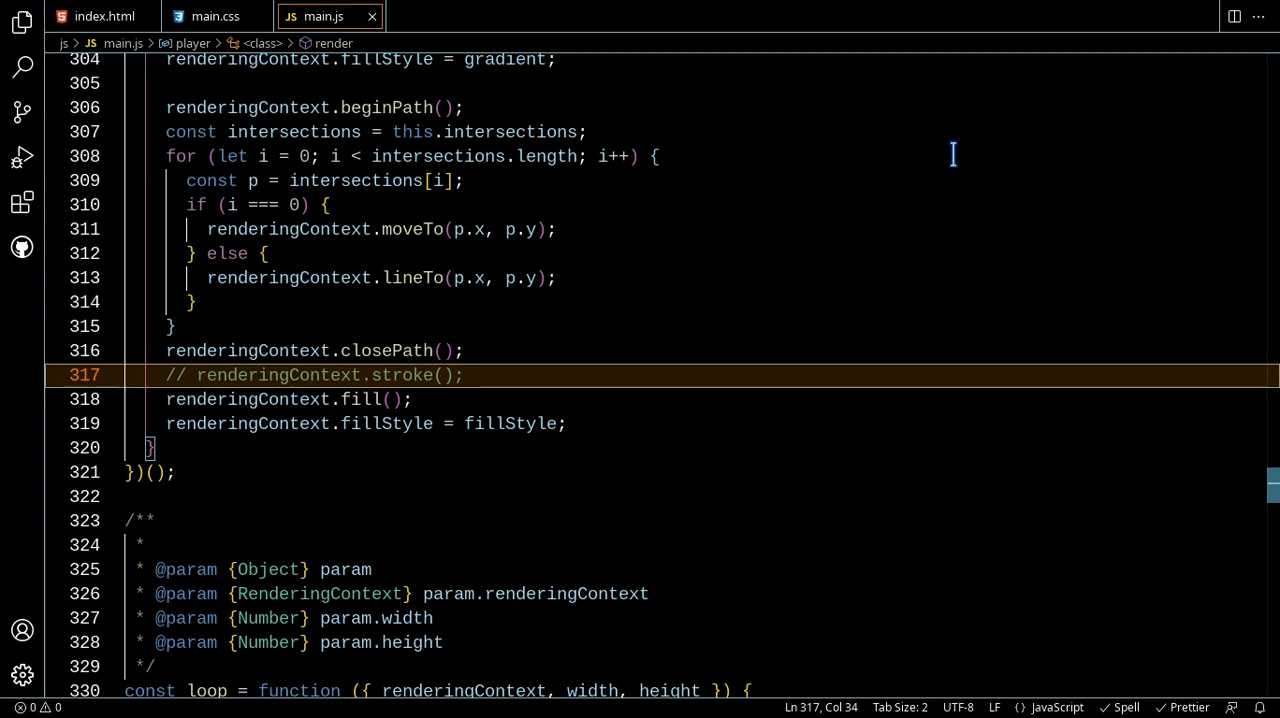 index.html
main.css
JS main.js
js > JS main.js > player > <class> > render
304 renderingContext.fillStyle = gradient;
305
306 renderingContext.beginPath();
307 const intersections = this.intersections;
308 for (let i = 0; i < intersections.length; i++) {
309 const p = intersections[i];
310 if (i === 0) {
311 renderingContext.moveTo(p.x, p.y);
312 } else {
313 renderingContext.lineTo(p.x, p.y);
314 }
315 }
316 renderingContext.closePath();
317 // renderingContext.stroke();
318 renderingContext.fill();
319 renderingContext.fillStyle = fillStyle;
320 }
321 })();
322
323 /**
324 *
325 * @param {Object} param
326 * @param {RenderingContext} param.renderingContext
327 * @param {Number} param.width
328 * @param {Number} param.height
329 */
330 const loop = function ({ renderingContext, width, height }) {
0 0 Ln 317, Col 34 Tab Size: 2 UTF-8 LF {} JavaScript Spell Prettier